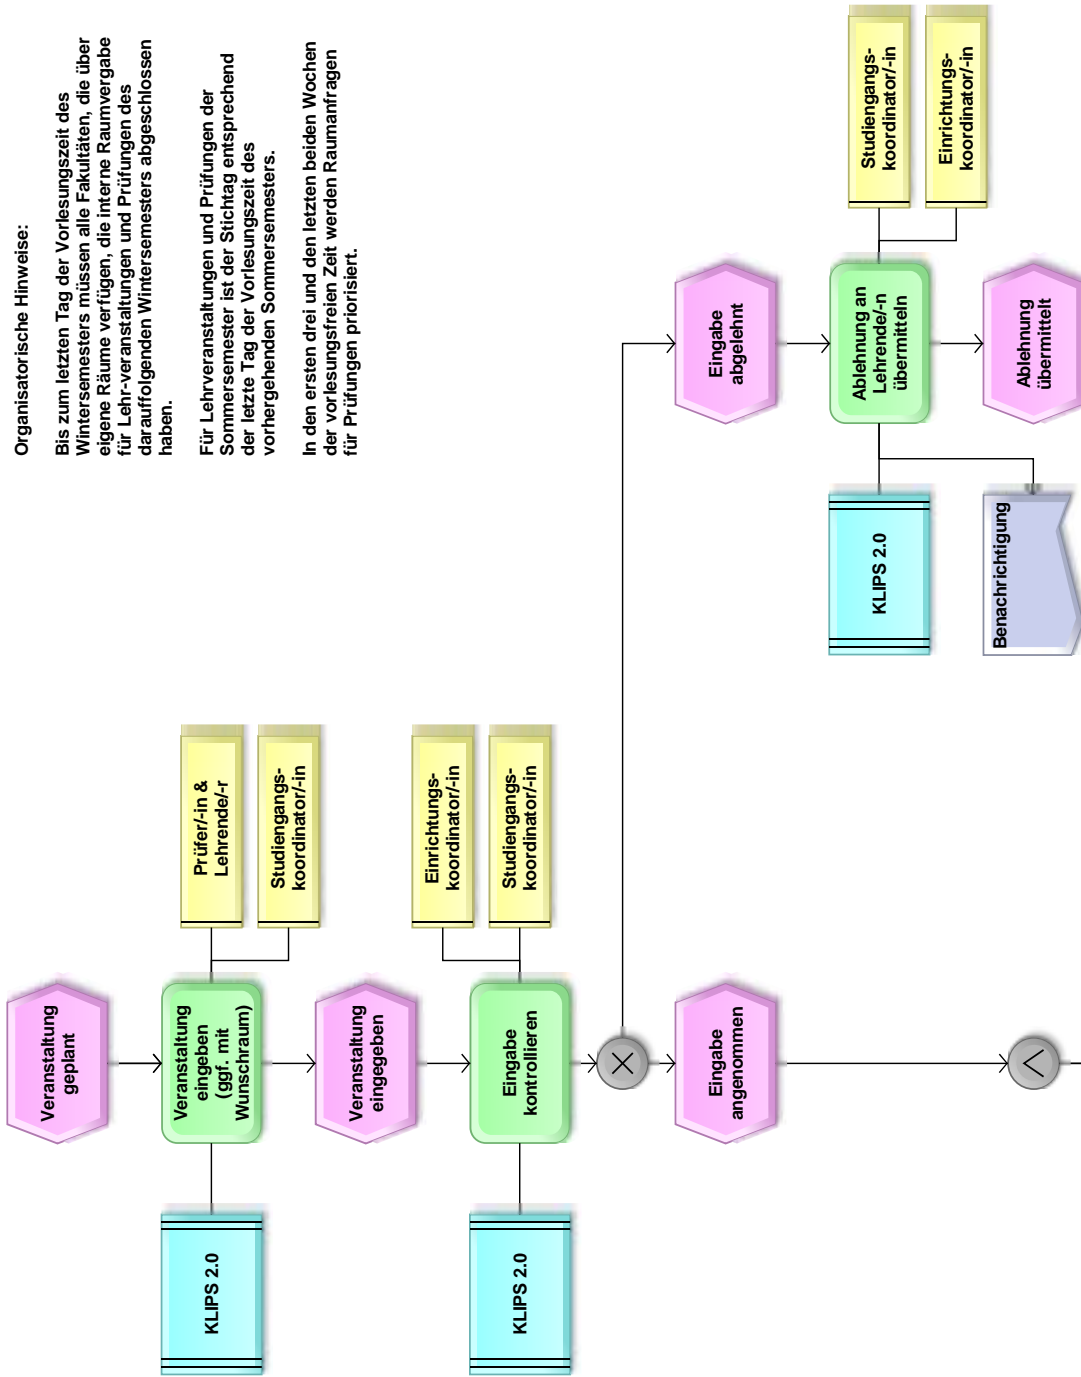 Organisatorische Hinweise:
Bis zum letzten Tag der Vorlesungszeit des
Wintersemesters müssen alle Fakultäten, die über
eigene Räume verfügen, die interne Raumvergabe
für Lehr-veranstaltungen und Prüfungen des
darauffolgenden Wintersemesters abgeschlossen
haben.
Für Lehrveranstaltungen und Prüfungen der
Sommersemester ist der Stichtag entsprechend
der letzte Tag der Vorlesungszeit des
vorhergehenden Sommersemesters.
In den ersten drei und den letzten beiden Wochen
der vorlesungsfreien Zeit werden Raumanfragen
für Prüfungen priorisiert.
Veranstaltung
geplant
KLIPS 2.0
Veranstaltung
eingeben
(ggf. mit
Wunschraum)
Prüfer/-in &
Lehrende/-r
Studiengangs-
koordinator/-in
Veranstaltung
eingegeben
KLIPS 2.0
Eingabe
kontrollieren
Einrichtungs-
koordinator/-in
Studiengangs-
koordinator/-in
Eingabe
angenommen
Eingabe
abgelehnt
KLIPS 2.0
Ablehnung an
Lehrende/-n
übermitteln
Studiengangs-
koordinator/-in
Einrichtungs-
koordinator/-in
Benachrichtigung
Ablehnung
übermittelt